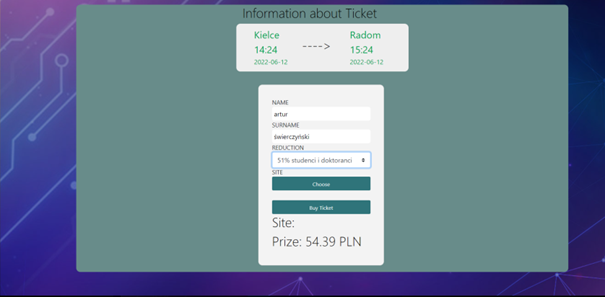 Information about Ticket
Kielce ----> Radom
14:24 15:24
2022-06-12 2022-06-12
NAME
artur
SURNAME
świerczyński
REDUCTION
51% studenci i doktoranci
SITE
Choose
Buy Ticket
Site:
Prize: 54.39 PLN